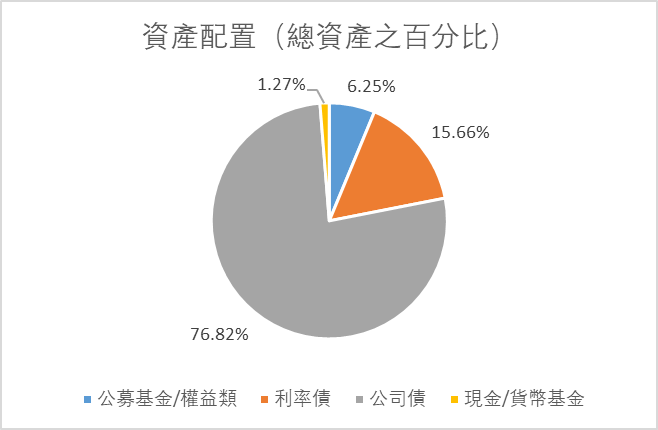 資產配置（總資產之百分比）
1.27%
6.25%
15.66%
76.82%
公募基金/權益類 利率債 公司債 現金/貨幣基金